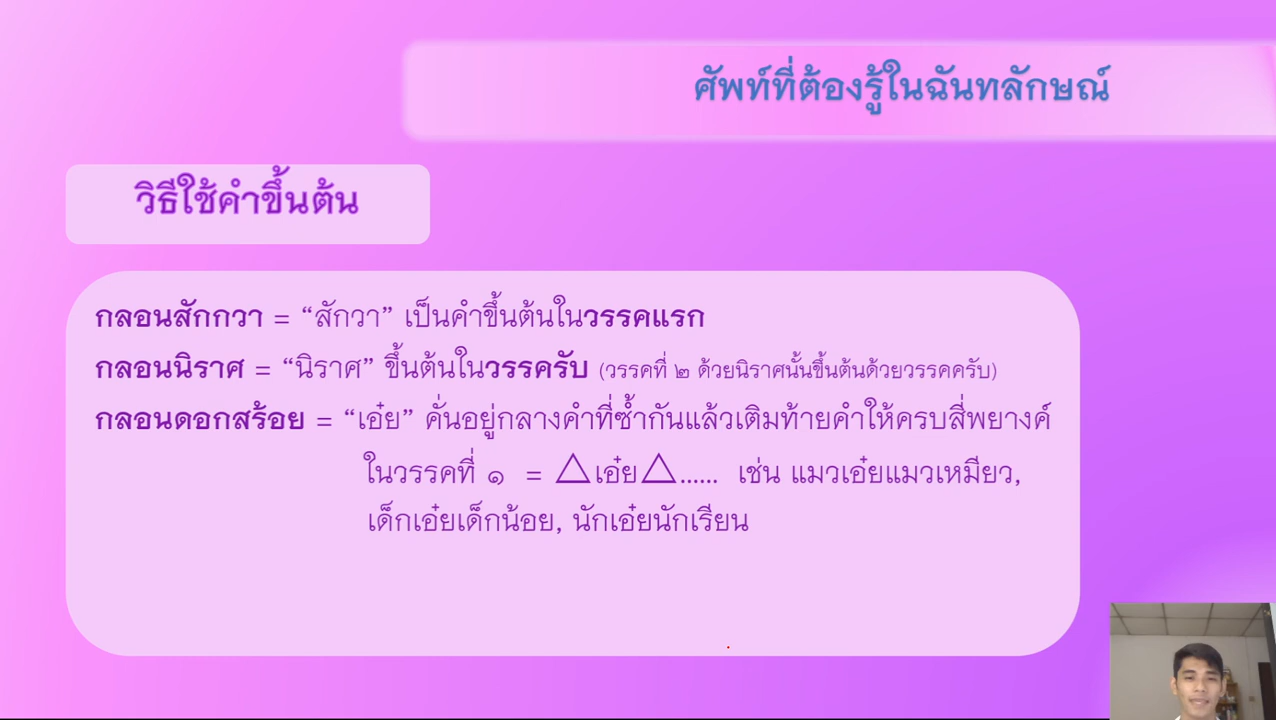 ศัพท์ที่ต้องรู้ในฉันทลักษณ์
วิธีใช้คำขึ้นต้น
กลอนสักกวา = “สักวา” เป็นคำขึ้นต้นในวรรคแรก
กลอนนิราศ = “นิราศ” ขึ้นต้นในวรรครับ (วรรคที่ ๒ ด้วยนิราศนั้นขึ้นต้นด้วยวรรคครับ)
กลอนดอกสร้อย = “เอ๋ย” คั่นอยู่กลางคำที่ซ้ำกันแล้วเติมท้ายคำให้ครบสี่พยางค์
ในวรรคที่ ๑ = △เอ๋ย△...... เช่น แมวเอ๋ยแมวเหมียว,
เด็กเอ๋ยเด็กน้อย, นักเอ๋ยนักเรียน